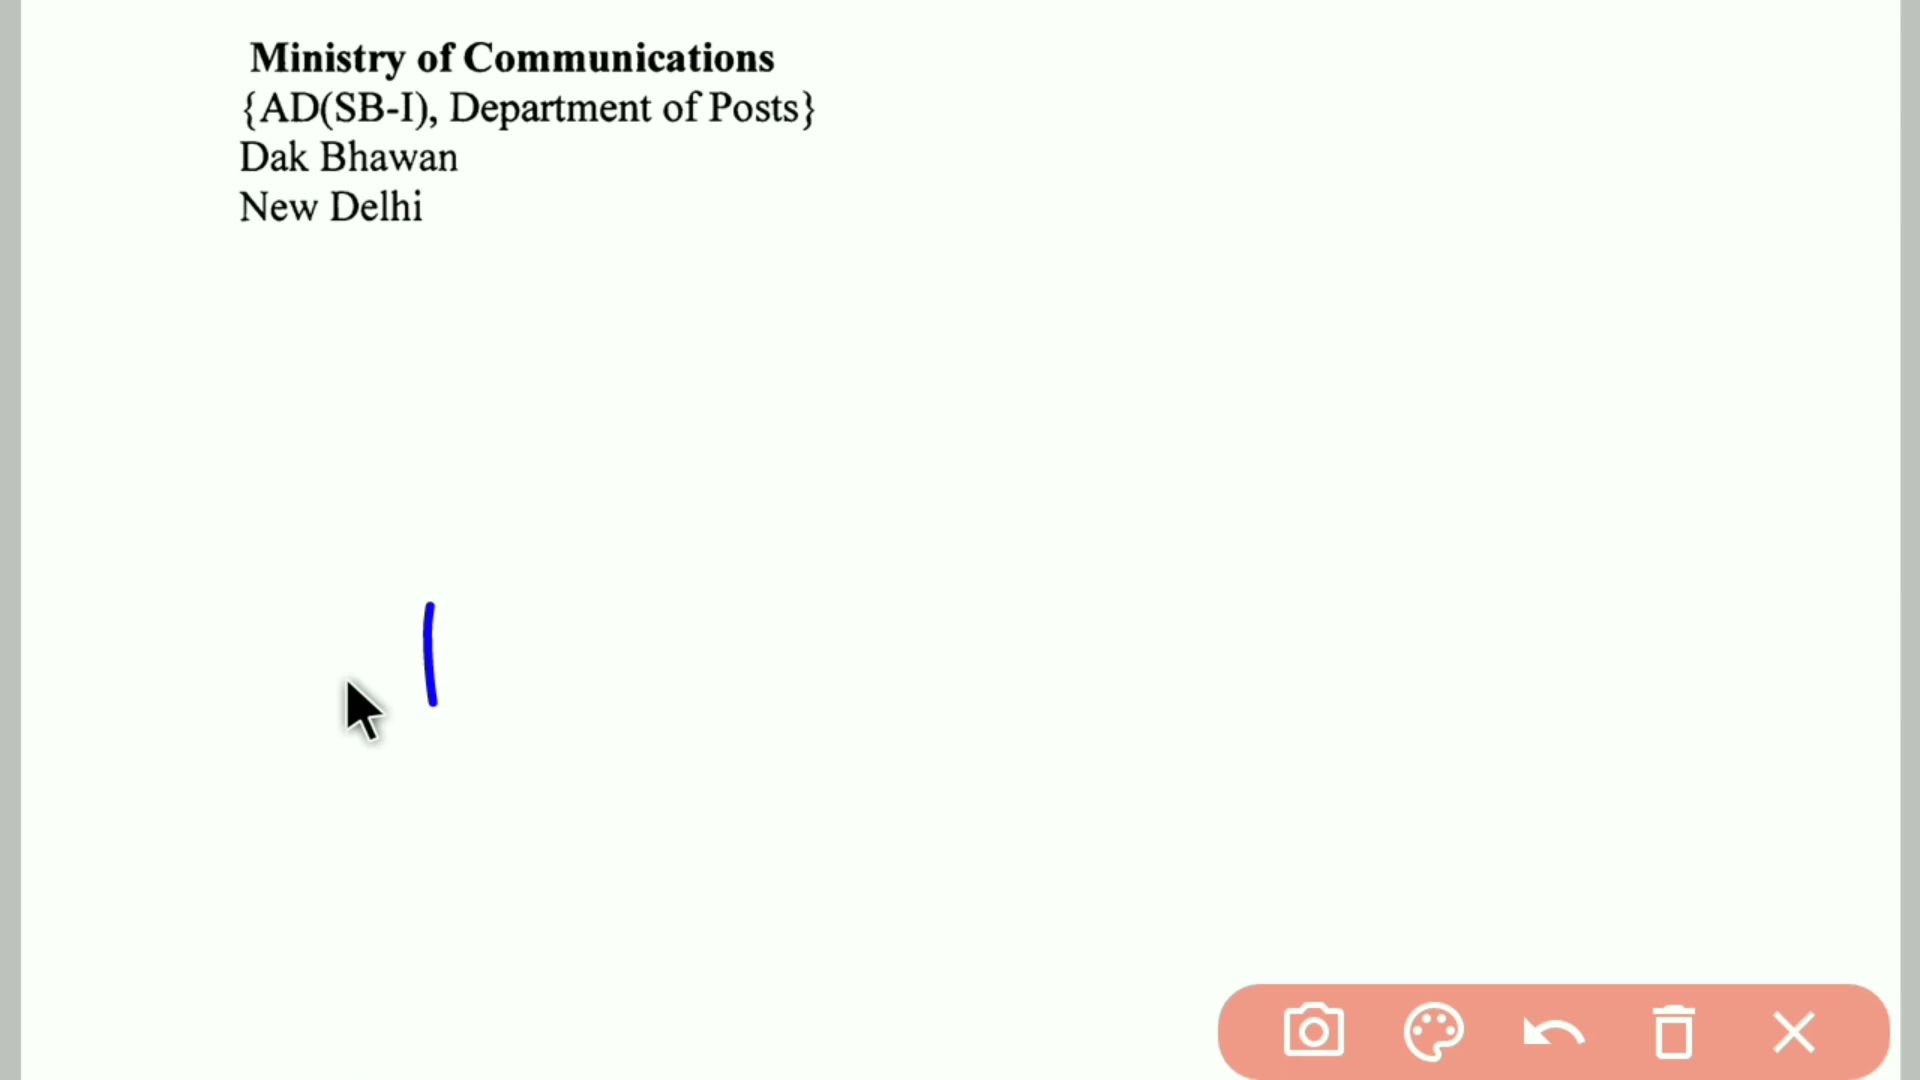 Ministry of Communications
{AD(SB-I), Department of Posts}
Dak Bhawan
New Delhi